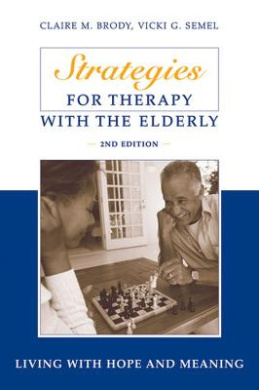 CLAIRE M. BRODY, VICKI G. SEMEL
Strategies
FOR THERAPY
WITH THE ELDERLY
2ND EDITION
LIVING WITH HOPE AND MEANING